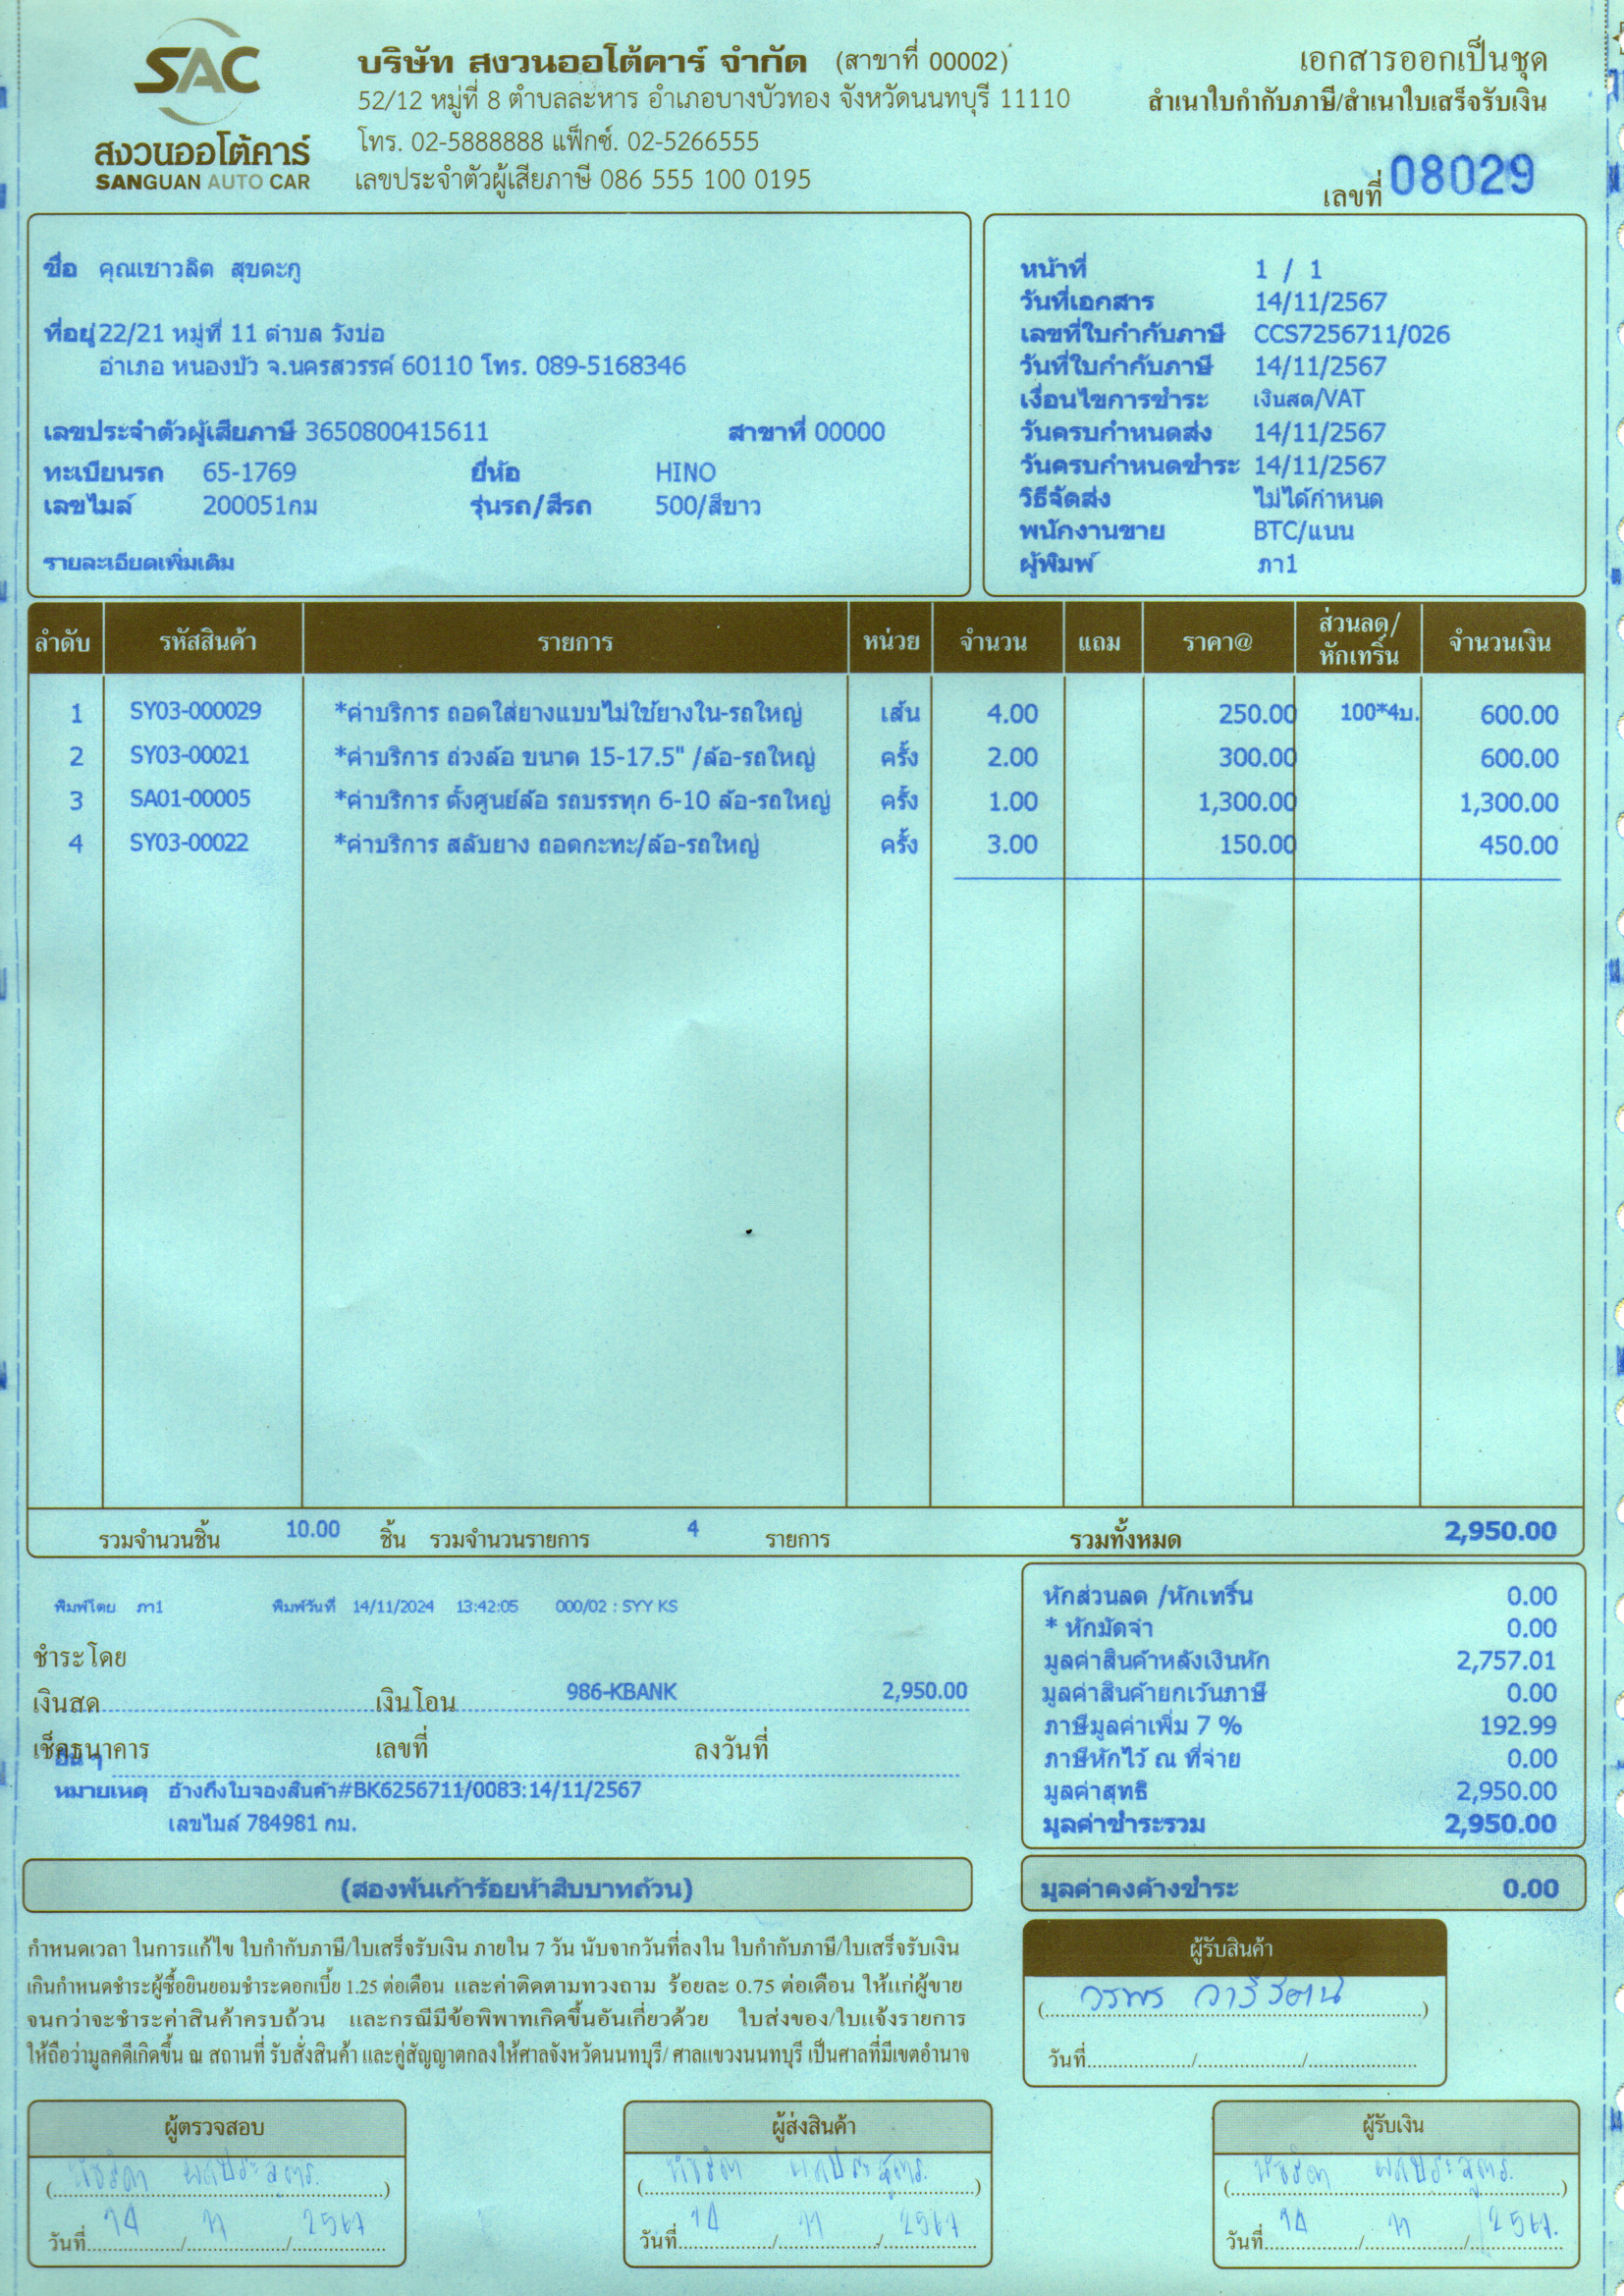 SAC
สงวนออโต้คาร์
SANGUAN AUTO CAR
บริษัท สงวนออโต้คาร์ จำกัด (สาขาที่ 00002)
52/12 หมู่ที่ 8 ตำบลละหาร อำเภอบางบัวทอง จังหวัดนนทบุรี 11110
โทร. 02-5888888 แฟ็กซ์. 02-5266555
เลขประจำตัวผู้เสียภาษี 086 555 100 0195
เอกสารออกเป็นชุด
สำเนาใบกำกับภาษี/สำเนาใบเสร็จรับเงิน
เลขที่ 08029
ชื่อ คุณเชาวลิต สุขตะกู
ที่อยู่ 22/21 หมู่ที่ 11 ตำบล วังบ่อ
อำเภอ หนองบัว จ.นครสวรรค์ 60110 โทร. 089-5168346
เลขประจำตัวผู้เสียภาษี 3650800415611 สาขาที่ 00000
ทะเบียนรถ 65-1769 ยี่ห้อ HINO
เลขไมล์ 200051กม รุ่นรถ/สีรถ 500/สีขาว
รายละเอียดเพิ่มเติม
หน้าที่ 1 / 1
วันที่เอกสาร 14/11/2567
เลขที่ใบกำกับภาษี CCS7256711/026
วันที่ใบกำกับภาษี 14/11/2567
เงื่อนไขการชำระ เงินสด/VAT
วันครบกำหนดส่ง 14/11/2567
วันครบกำหนดชำระ 14/11/2567
วิธีจัดส่ง ไม่ได้กำหนด
พนักงานขาย BTC/แนน
ผู้พิมพ์ ภา1
ลำดับ รหัสสินค้า รายการ หน่วย จำนวน แถม ราคา@ ส่วนลด/หักเทริ์น จำนวนเงิน
1 SY03-000029 *ค่าบริการ ถอดใส่ยางแบบไม่ใช้ยางใน-รถใหญ่ เส้น 4.00 250.00 100*4บ. 600.00
2 SY03-00021 *ค่าบริการ ถ่วงล้อ ขนาด 15-17.5" /ล้อ-รถใหญ่ ครั้ง 2.00 300.00 600.00
3 SA01-00005 *ค่าบริการ ตั้งศูนย์ล้อ รถบรรทุก 6-10 ล้อ-รถใหญ่ ครั้ง 1.00 1,300.00 1,300.00
4 SY03-00022 *ค่าบริการ สลับยาง ถอดกะทะ/ล้อ-รถใหญ่ ครั้ง 3.00 150.00 450.00
รวมจำนวนชิ้น 10.00 ชิ้น รวมจำนวนรายการ 4 รายการ รวมทั้งหมด 2,950.00
พิมพ์โดย ภา1 พิมพ์วันที่ 14/11/2024 13:42:05 000/02 : SYY KS
ชำระโดย
เงินสด เงินโอน 986-KBANK 2,950.00
เช็คธนาคาร เลขที่ ลงวันที่
อื่น ๆ
หมายเหตุ อ้างถึงใบจองสินค้า#BK6256711/0083:14/11/2567
เลขไมล์ 784981 กม.
หักส่วนลด /หักเทริ์น 0.00
* หักมัดจำ 0.00
มูลค่าสินค้าหลังเงินหัก 2,757.01
มูลค่าสินค้ายกเว้นภาษี 0.00
ภาษีมูลค่าเพิ่ม 7 % 192.99
ภาษีหักไว้ ณ ที่จ่าย 0.00
มูลค่าสุทธิ 2,950.00
มูลค่าชำระรวม 2,950.00
(สองพันเก้าร้อยห้าสิบบาทถ้วน)
มูลค่าคงค้างชำระ 0.00
กำหนดเวลา ในการแก้ไข ใบกำกับภาษี/ใบเสร็จรับเงิน ภายใน 7 วัน นับจากวันที่ลงใน ใบกำกับภาษี/ใบเสร็จรับเงิน
เกินกำหนดชำระผู้ซื้อยินยอมชำระดอกเบี้ย 1.25 ต่อเดือน และค่าติดตามทวงถาม ร้อยละ 0.75 ต่อเดือน ให้แก่ผู้ขาย
จนกว่าจะชำระค่าสินค้าครบถ้วน และกรณีมีข้อพิพาทเกิดขึ้นอันเกี่ยวด้วย ใบส่งของ/ใบแจ้งรายการ
ให้ถือว่ามูลคดีเกิดขึ้น ณ สถานที่ รับสั่งสินค้า และคู่สัญญาตกลงให้ศาลจังหวัดนนทบุรี/ ศาลแขวงนนทบุรี เป็นศาลที่มีเขตอำนาจ
ผู้รับสินค้า
(วรพร)
วันที่ / /
ผู้ตรวจสอบ ผู้ส่งสินค้า ผู้รับเงิน
วันที่ 14 / 11 / 2567 วันที่ 14 / 11 / 2567 วันที่ 14 / 11 / 2567.